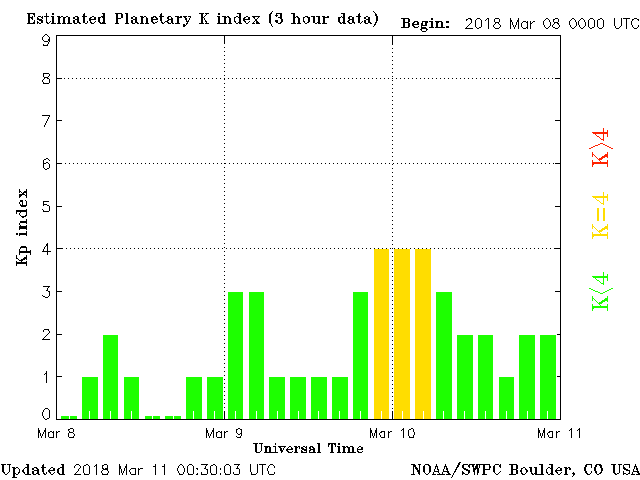 Estimated Planetary K index (3 hour data) Begin: 2018 Mar 08 0000 UTC
9
8
7
6
5
4
3
2
1
0
Kp index
K>4
K=4
K<4
Mar 8 Mar 9 Mar 10 Mar 11
Universal Time
Updated 2018 Mar 11 00:30:03 UTC NOAA/SWPC Boulder, CO USA